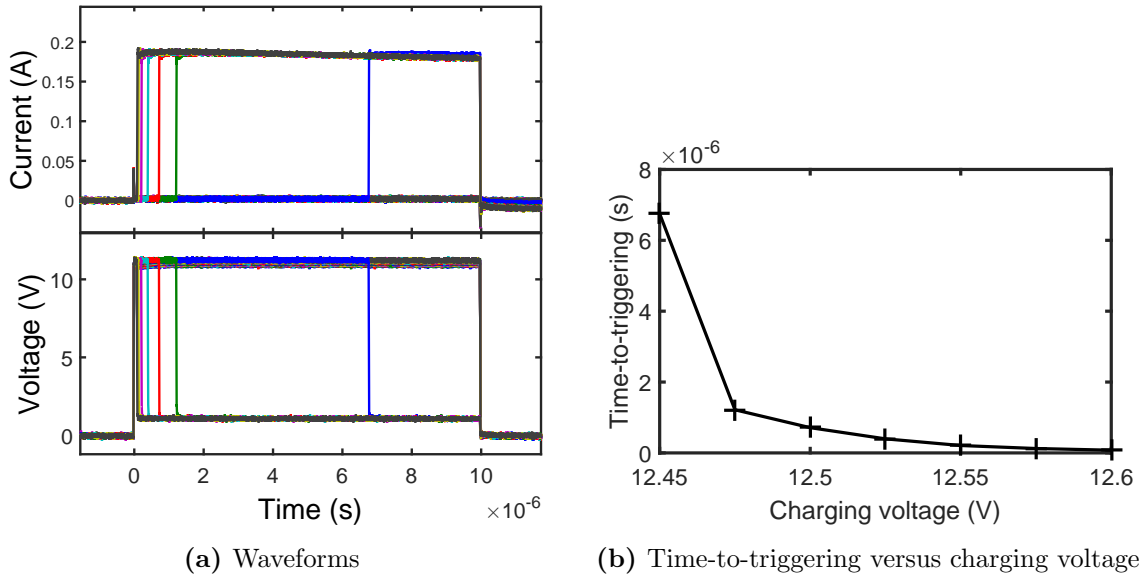 0.2
0.15
0.1
0.05
0
Current (A)
10
5
0
Voltage (V)
0 2 4 6 8 10
Time (s)
×10⁻⁶
(a) Waveforms
×10⁻⁶
8
6
4
2
0
Time-to-triggering (s)
12.45 12.5 12.55 12.6
Charging voltage (V)
(b) Time-to-triggering versus charging voltage